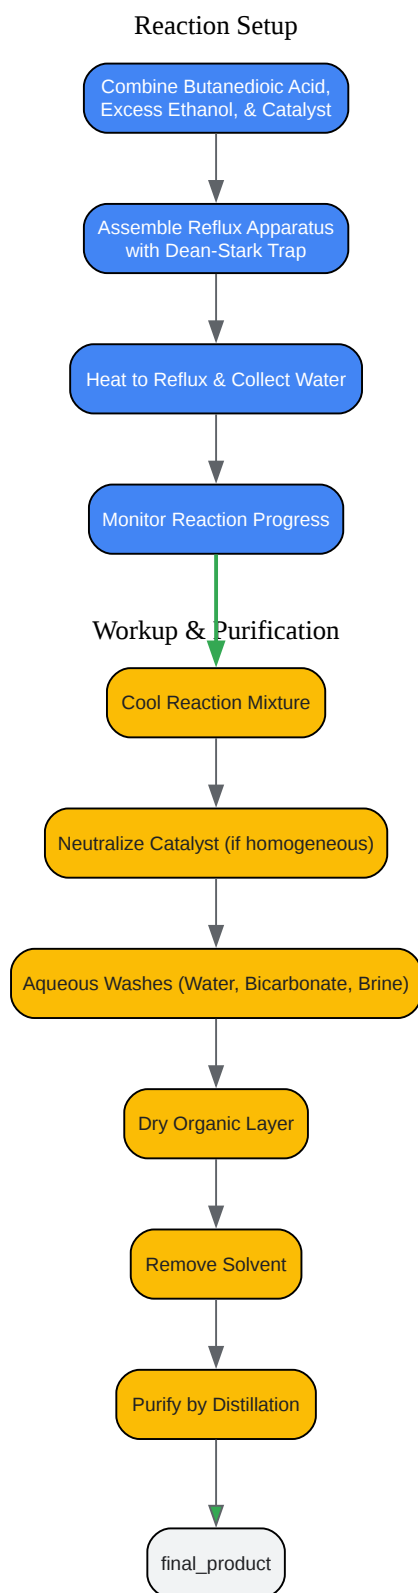 Reaction Setup
Combine Butanedioic Acid,
Excess Ethanol, & Catalyst
Assemble Reflux Apparatus
with Dean-Stark Trap
Heat to Reflux & Collect Water
Monitor Reaction Progress
Workup & Purification
Cool Reaction Mixture
Neutralize Catalyst (if homogeneous)
Aqueous Washes (Water, Bicarbonate, Brine)
Dry Organic Layer
Remove Solvent
Purify by Distillation
final_product